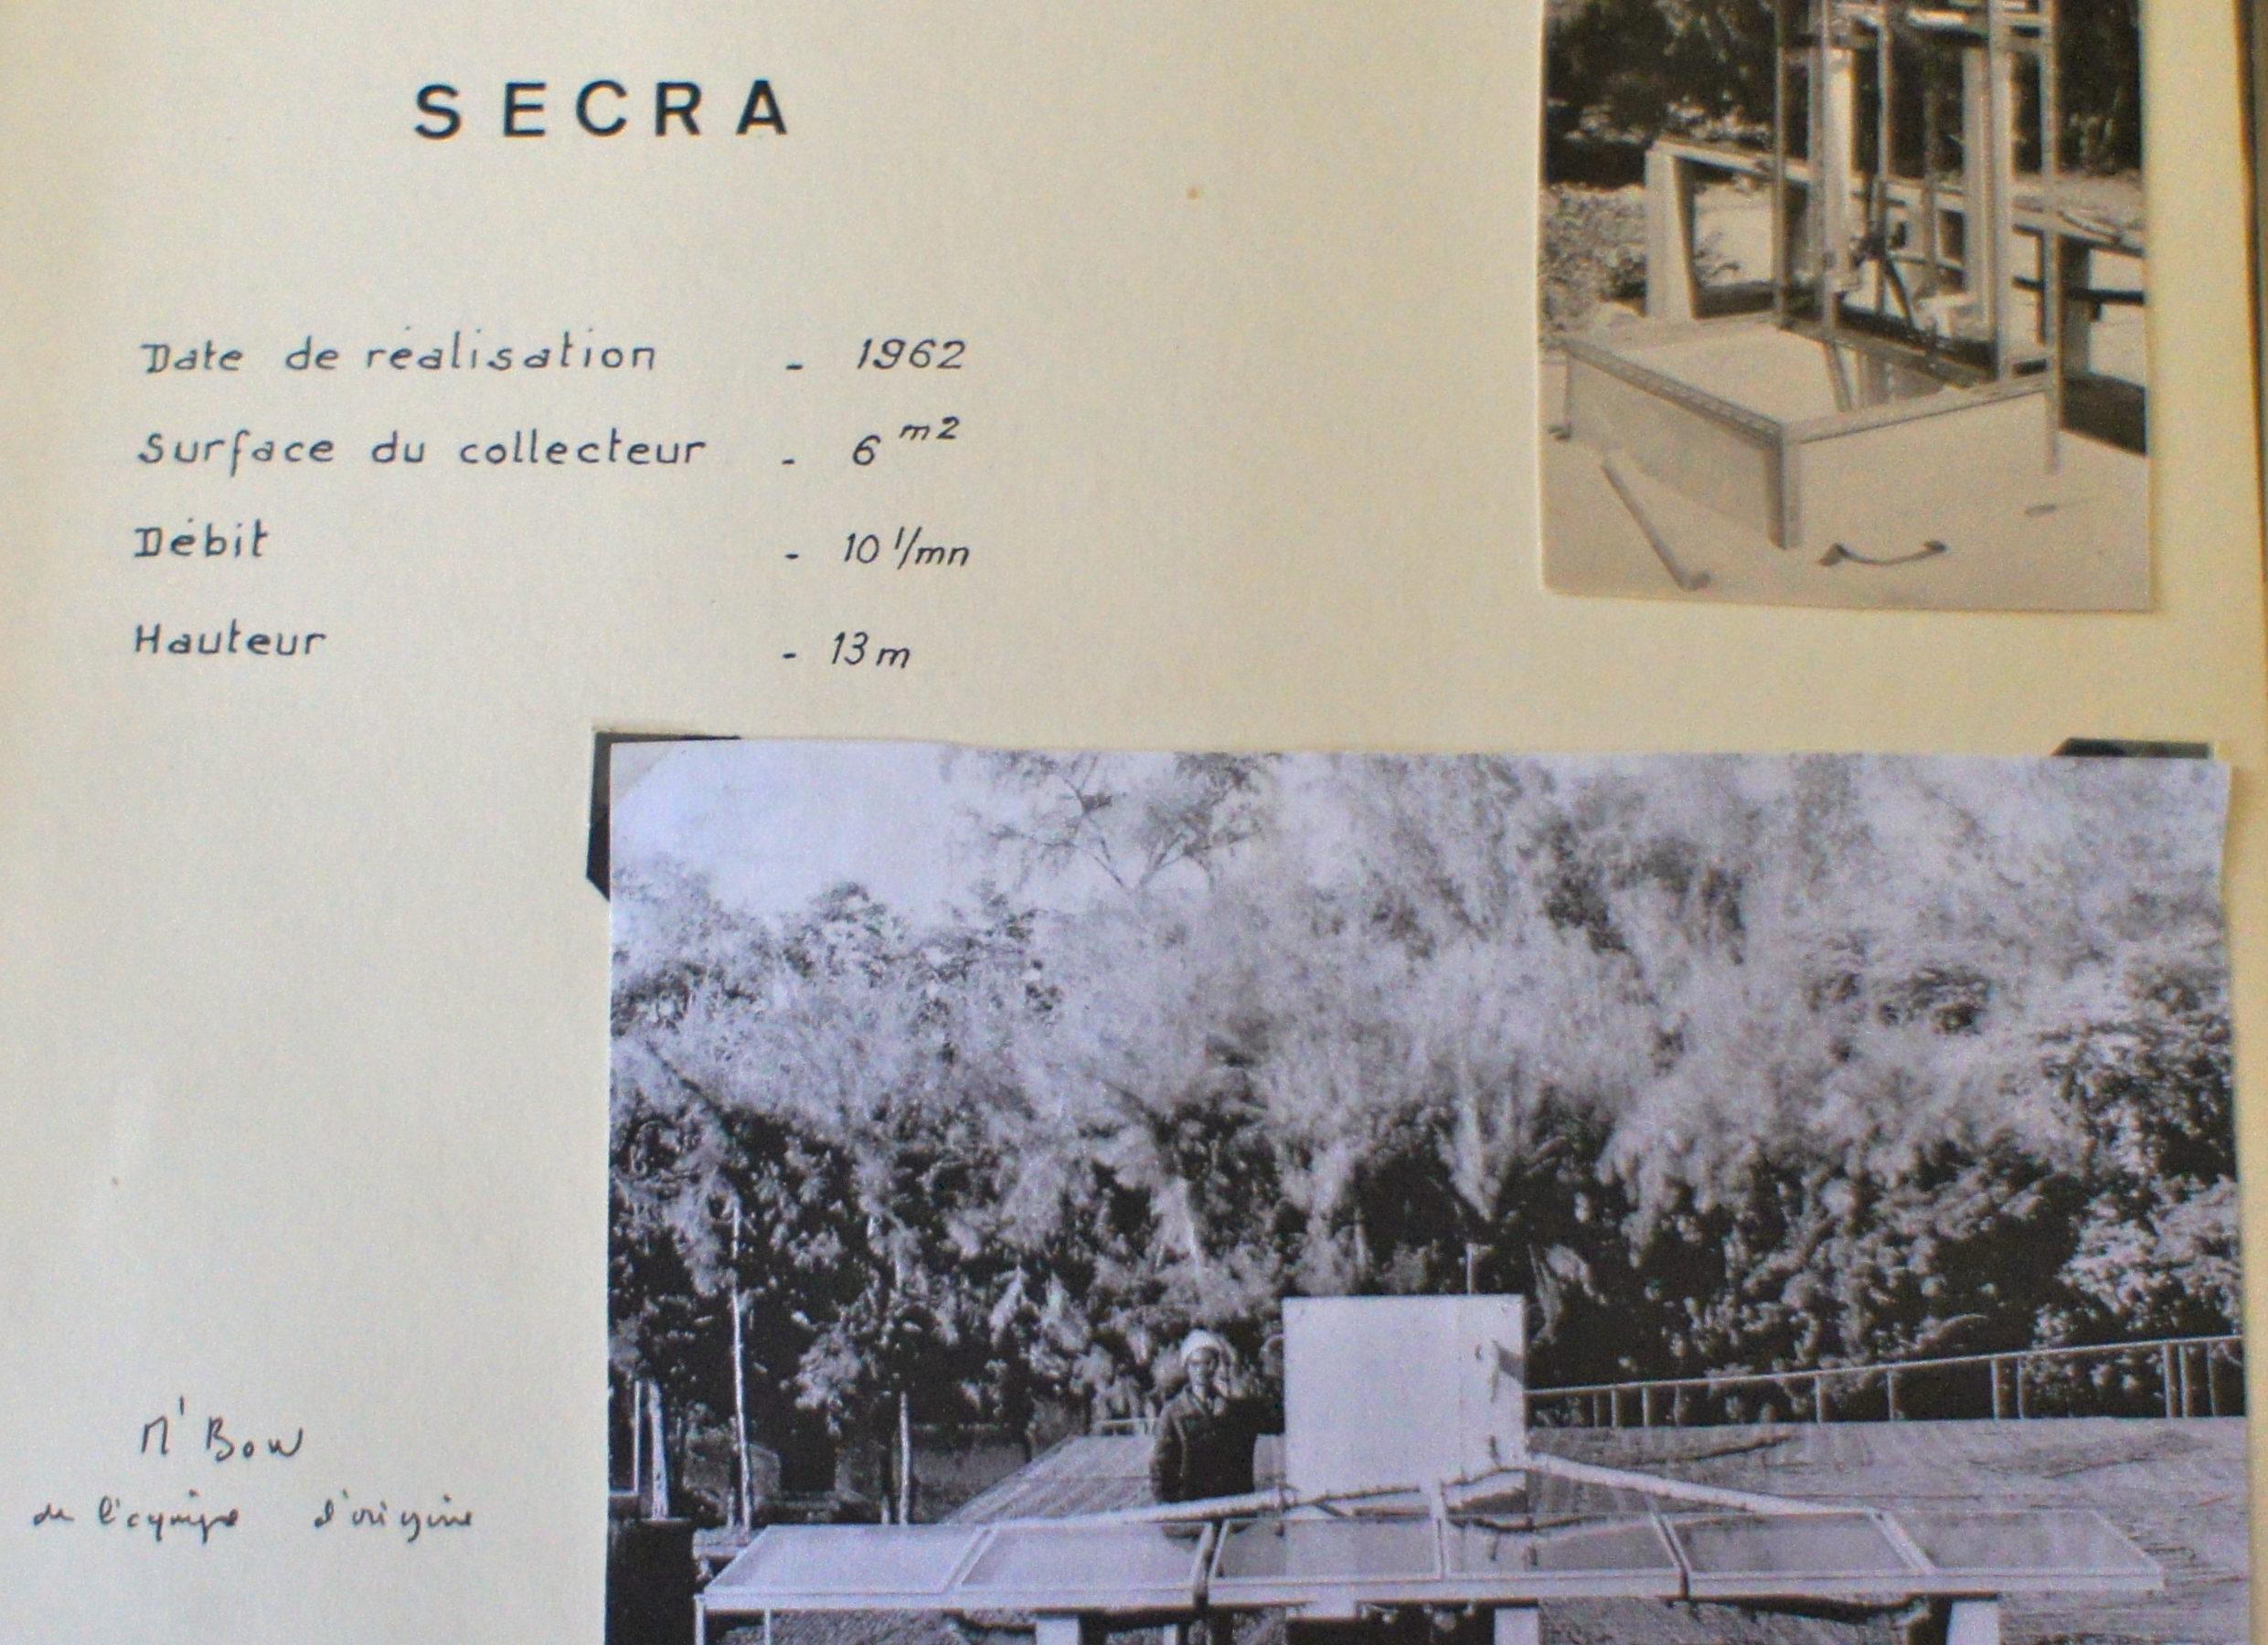 SECRA
Date de réalisation - 1962
Surface du collecteur - 6 m2
Débit - 10 l/mn
Hauteur - 13 m
M' Bow
de l'équipe d'origine